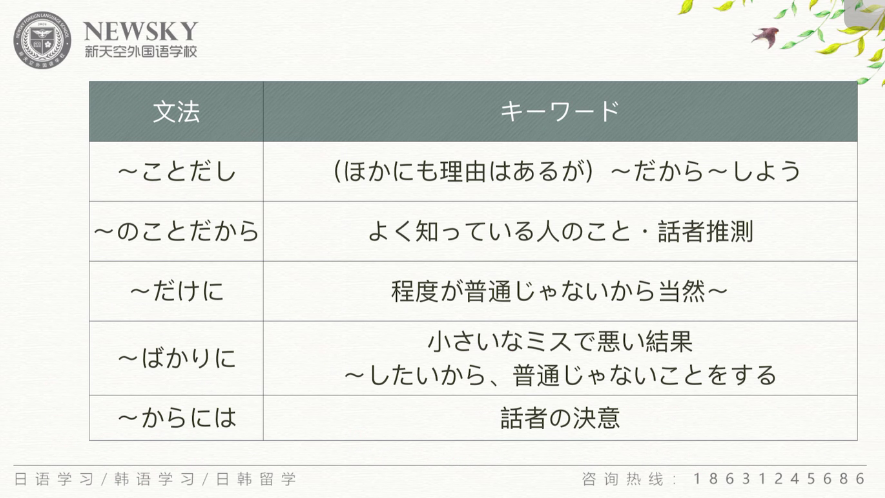 NEWSKY
新天空外国语学校
文法 キーワード
～ことだし （ほかにも理由はあるが）～だから～しよう
～のことだから よく知っている人のこと・話者推測
～だけに 程度が普通じゃないから当然～
～ばかりに 小さいなミスで悪い結果
～したいから、普通じゃないことをする
～からには 話者の決意
日语学习/韩语学习/日韩留学 咨询热线：18631245686